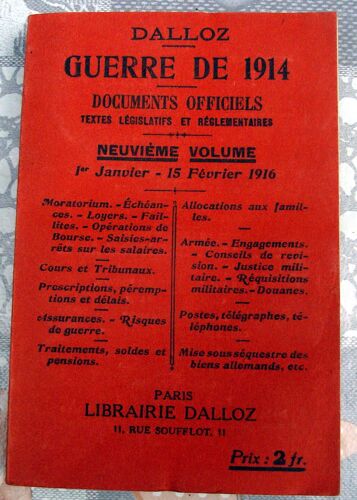 DALLOZ
GUERRE DE 1914
DOCUMENTS OFFICIELS
TEXTES LÉGISLATIFS ET RÉGLEMENTAIRES
NEUVIÈME VOLUME
1er Janvier - 15 Février 1916
Moratorium. - Échéan-
ces. - Loyers. - Fail-
lites. - Opérations de
Bourse. - Saisies-ar-
rêts sur les salaires.
Cours et Tribunaux.
Prescriptions, péremp-
tions et délais.
Assurances. - Risques
de guerre.
Traitements, soldes et
pensions.
Allocations aux famil-
les.
Armée. - Engagements.
- Conseils de revi-
sion. - Justice mili-
taire. - Réquisitions
militaires. - Douanes.
Postes, télégraphes, té-
léphones.
Mise sous séquestre des
biens allemands, etc.
PARIS
LIBRAIRIE DALLOZ
11, RUE SOUFFLOT, 11
Prix : 2 fr.